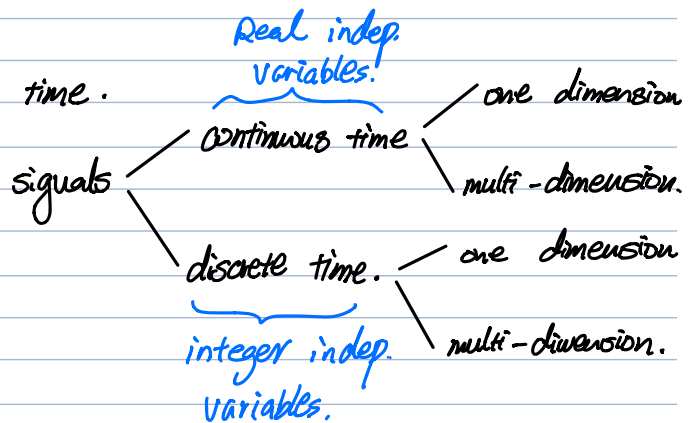 Real indep.
variables.
time.
one dimension
continuous time
signals
multi-dimension.
one dimension
discrete time.
multi-dimension.
integer indep.
variables.